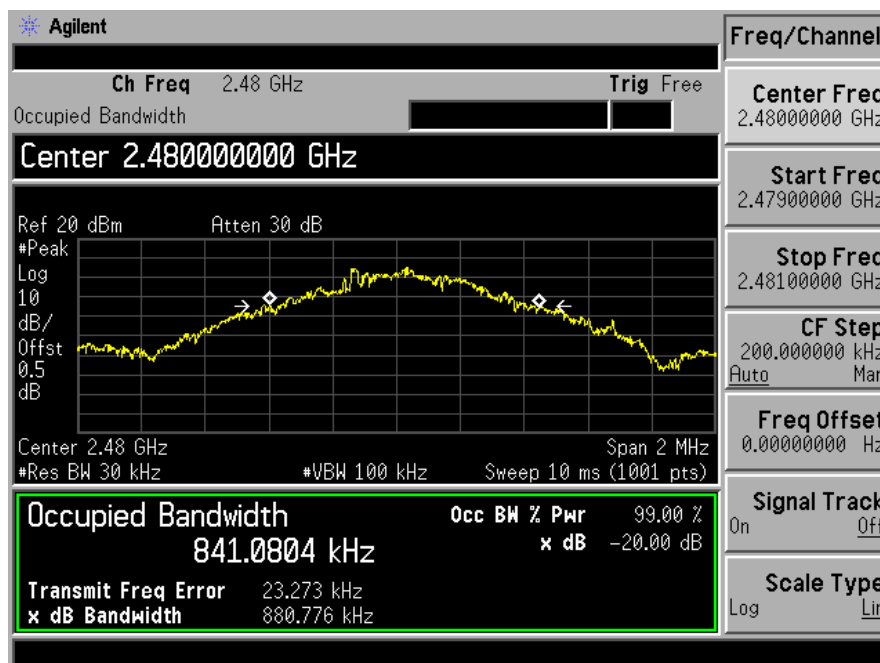 Agilent
Freq/Channel
Ch Freq 2.48 GHz Trig Free
Occupied Bandwidth
Center 2.480000000 GHz
Ref 20 dBm Atten 30 dB
#Peak
Log
10
dB/
Offst
0.5
dB
Center 2.48 GHz Span 2 MHz
#Res BW 30 kHz #VBW 100 kHz Sweep 10 ms (1001 pts)
Occupied Bandwidth
841.0804 kHz
Occ BW % Pwr 99.00 %
x dB -20.00 dB
Transmit Freq Error 23.273 kHz
x dB Bandwidth 880.776 kHz
Center Freq
2.48000000 GHz
Start Freq
2.47900000 GHz
Stop Freq
2.48100000 GHz
CF Step
200.000000 kHz
Auto Man
Freq Offset
0.00000000 Hz
Signal Track
On Off
Scale Type
Log Lin